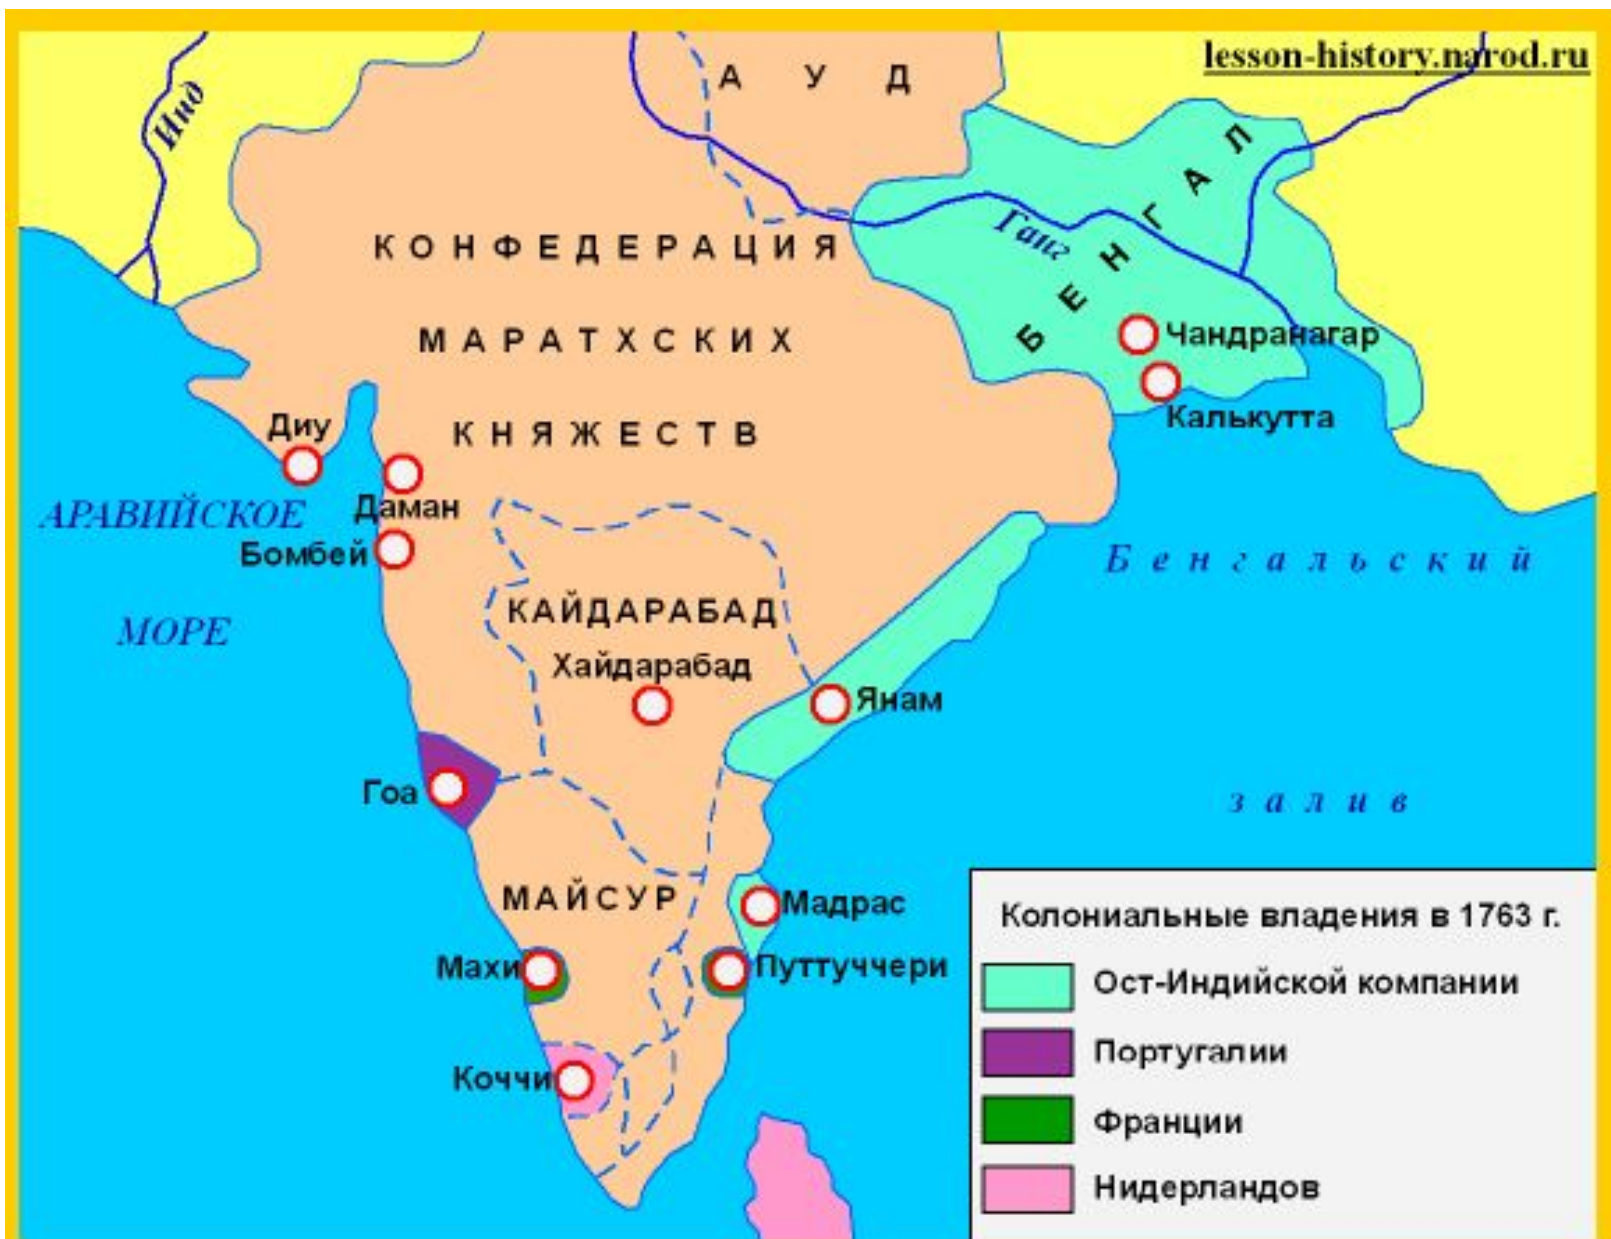 lesson-history.narod.ru
АУД
Инд
БЕНГАЛ
Ганг
КОНФЕДЕРАЦИЯ
МАРАТХСКИХ
КНЯЖЕСТВ
Чандранагар
Калькутта
Диу
Даман
АРАВИЙСКОЕ
МОРЕ
Бомбей
Бенгальский
залив
КАЙДАРАБАД
Хайдарабад
Янам
Гоа
МАЙСУР
Мадрас
Махи
Путтуччери
Коччи
Колониальные владения в 1763 г.
Ост-Индийской компании
Португалии
Франции
Нидерландов